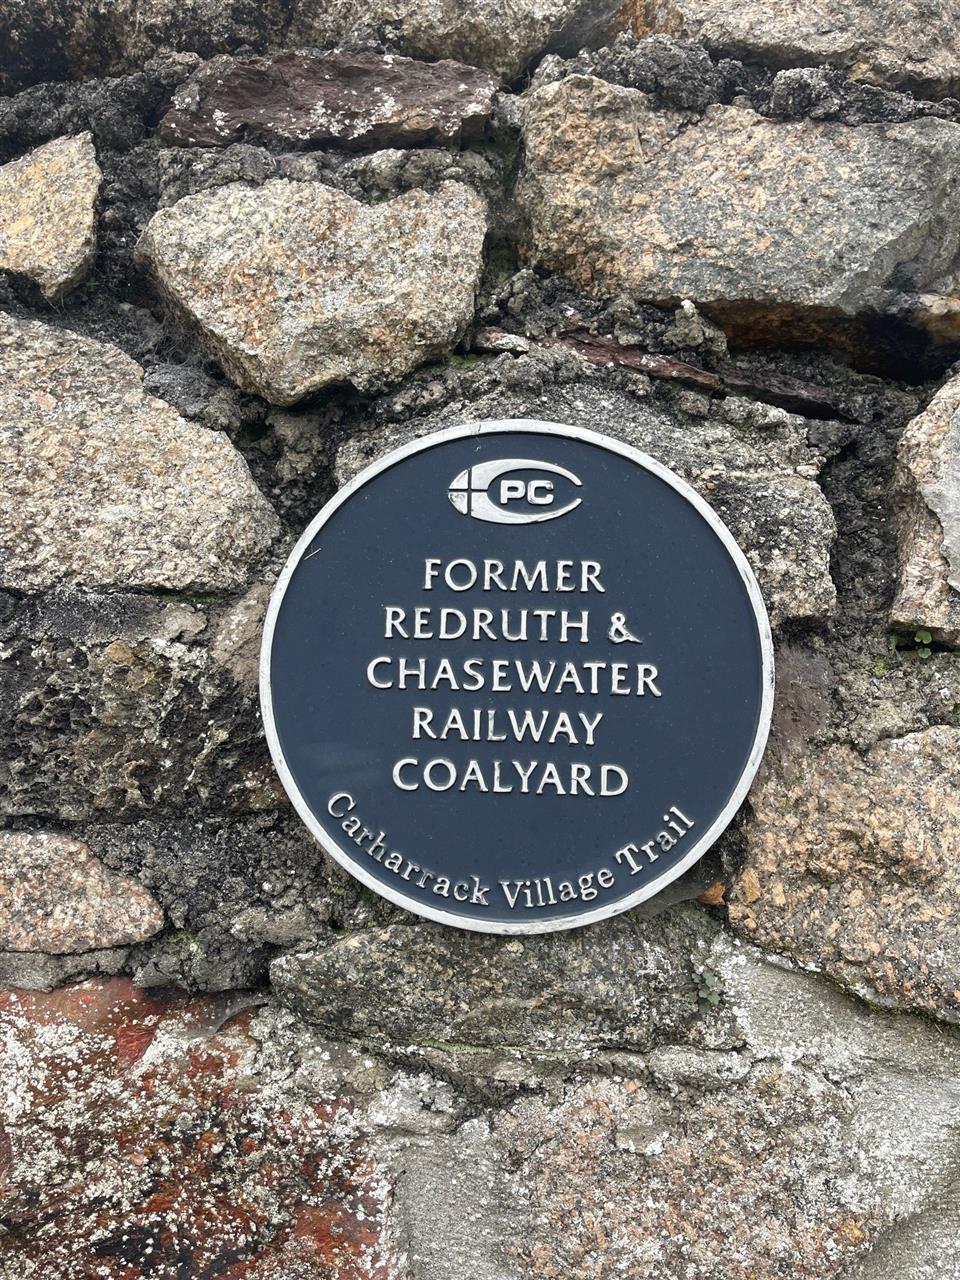 PC
FORMER
REDRUTH &
CHASEWATER
RAILWAY
COALYARD
Carharrack Village Trail